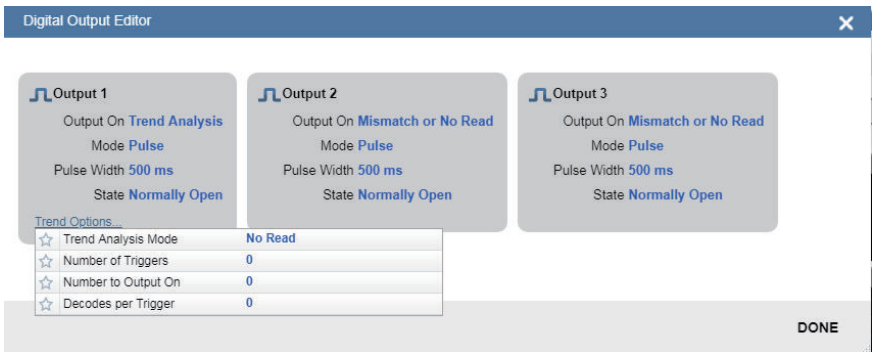 Digital Output Editor
Output 1
Output On Trend Analysis
Mode Pulse
Pulse Width 500 ms
State Normally Open
Trend Options...
Trend Analysis Mode No Read
Number of Triggers 0
Number to Output On 0
Decodes per Trigger 0
Output 2
Output On Mismatch or No Read
Mode Pulse
Pulse Width 500 ms
State Normally Open
Output 3
Output On Mismatch or No Read
Mode Pulse
Pulse Width 500 ms
State Normally Open
DONE